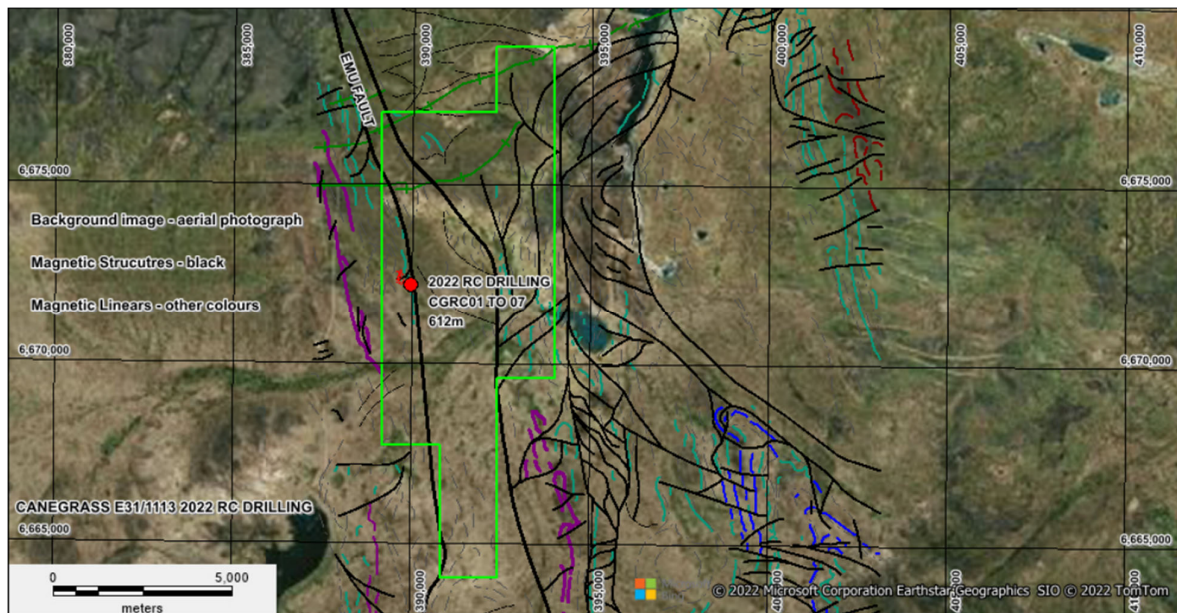 380,000
385,000
390,000
395,000
400,000
405,000
410,000
EMU FAULT
6,675,000
6,675,000
Background image - aerial photograph
Magnetic Strucutres - black
Magnetic Linears - other colours
2022 RC DRILLING
CGRC01 TO 07
612m
6,670,000
6,670,000
CANEGRASS E31/1113 2022 RC DRILLING
6,665,000
6,665,000
0 5,000
meters
390,000
395,000
© 2022 Microsoft Corporation Earthstar Geographics SIO © 2022 TomTom